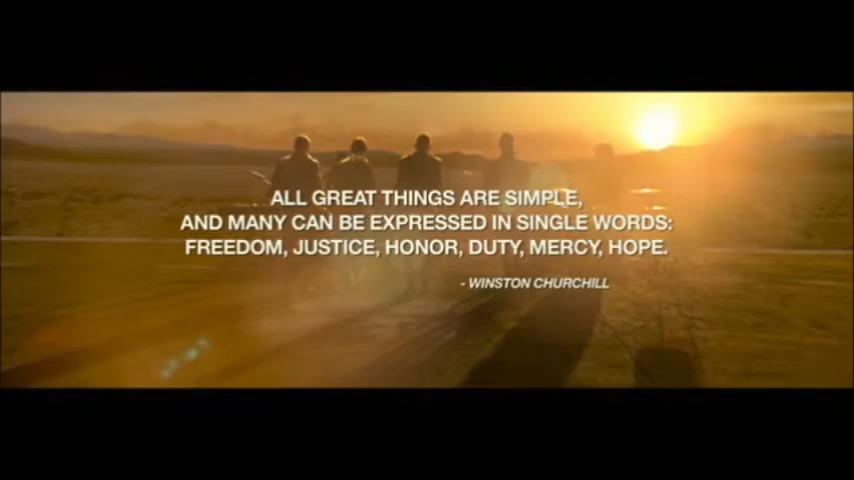 ALL GREAT THINGS ARE SIMPLE,
AND MANY CAN BE EXPRESSED IN SINGLE WORDS:
FREEDOM, JUSTICE, HONOR, DUTY, MERCY, HOPE.
- WINSTON CHURCHILL